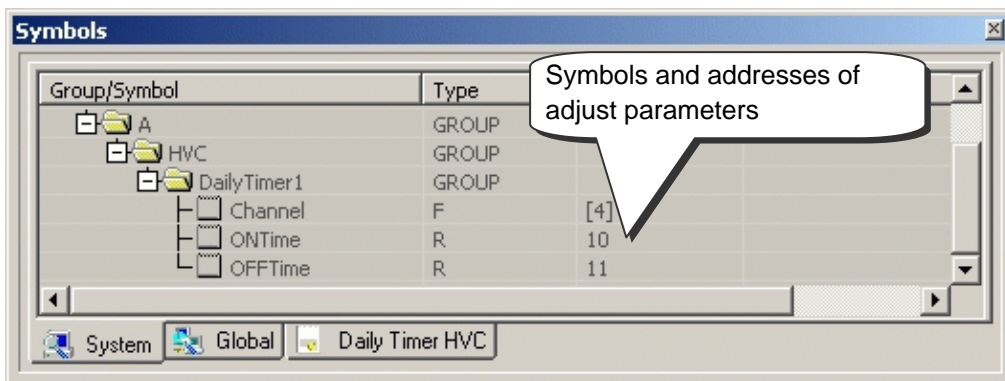 Symbols
Group/Symbol Type
Symbols and addresses of
adjust parameters
A GROUP
HVC GROUP
DailyTimer1 GROUP
Channel F [4]
ONTime R 10
OFFTime R 11
System Global Daily Timer HVC